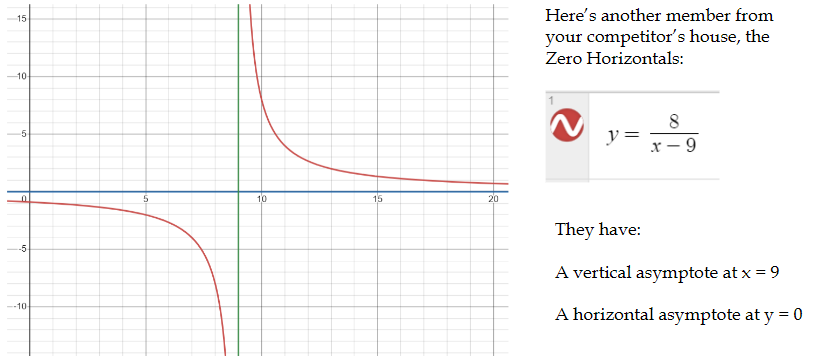 Here's another member from
your competitor's house, the
Zero Horizontals:
1
y = 8 / (x − 9)
They have:
A vertical asymptote at x = 9
A horizontal asymptote at y = 0
15
10
5
0 5 10 15 20
-5
-10